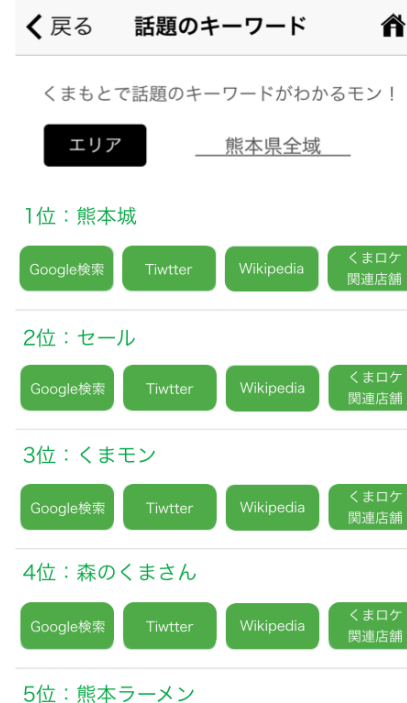 戻る 話題のキーワード
くまもとで話題のキーワードがわかるモン！
エリア 熊本県全域
1位：熊本城
Google検索 Tiwtter Wikipedia くまロケ
関連店舗
2位：セール
Google検索 Tiwtter Wikipedia くまロケ
関連店舗
3位：くまモン
Google検索 Tiwtter Wikipedia くまロケ
関連店舗
4位：森のくまさん
Google検索 Tiwtter Wikipedia くまロケ
関連店舗
5位：熊本ラーメン